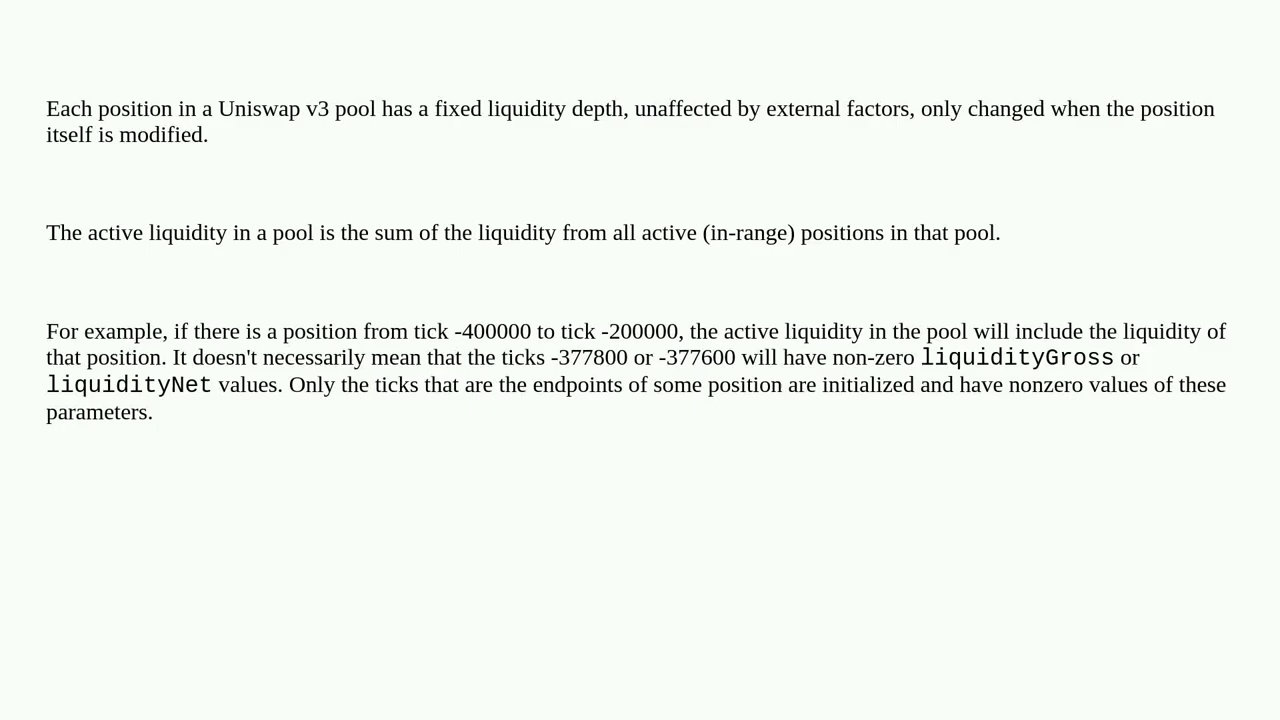 Each position in a Uniswap v3 pool has a fixed liquidity depth, unaffected by external factors, only changed when the position
itself is modified.
The active liquidity in a pool is the sum of the liquidity from all active (in-range) positions in that pool.
For example, if there is a position from tick -400000 to tick -200000, the active liquidity in the pool will include the liquidity of
that position. It doesn't necessarily mean that the ticks -377800 or -377600 will have non-zero liquidityGross or
liquidityNet values. Only the ticks that are the endpoints of some position are initialized and have nonzero values of these
parameters.